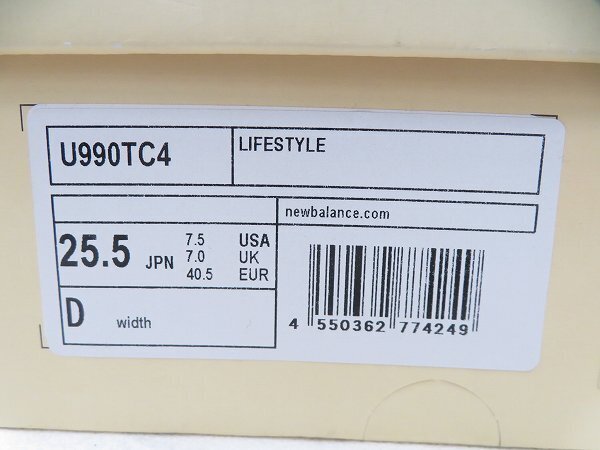 U990TC4
LIFESTYLE
newbalance.com
25.5 JPN
7.5 USA
7.0 UK
40.5 EUR
D width
4 550362 774249